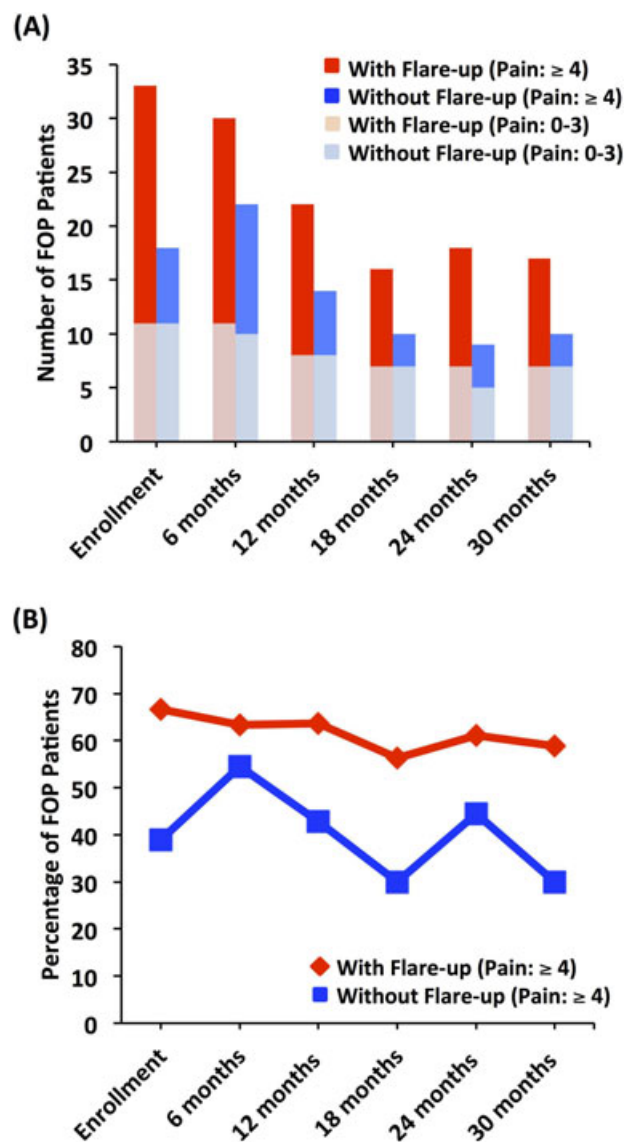 (A)
With Flare-up (Pain: ≥ 4)
Without Flare-up (Pain: ≥ 4)
With Flare-up (Pain: 0-3)
Without Flare-up (Pain: 0-3)
Number of FOP Patients
35
30
25
20
15
10
5
0
Enrollment
6 months
12 months
18 months
24 months
30 months
(B)
Percentage of FOP Patients
80
70
60
50
40
30
20
10
0
With Flare-up (Pain: ≥ 4)
Without Flare-up (Pain: ≥ 4)
Enrollment
6 months
12 months
18 months
24 months
30 months